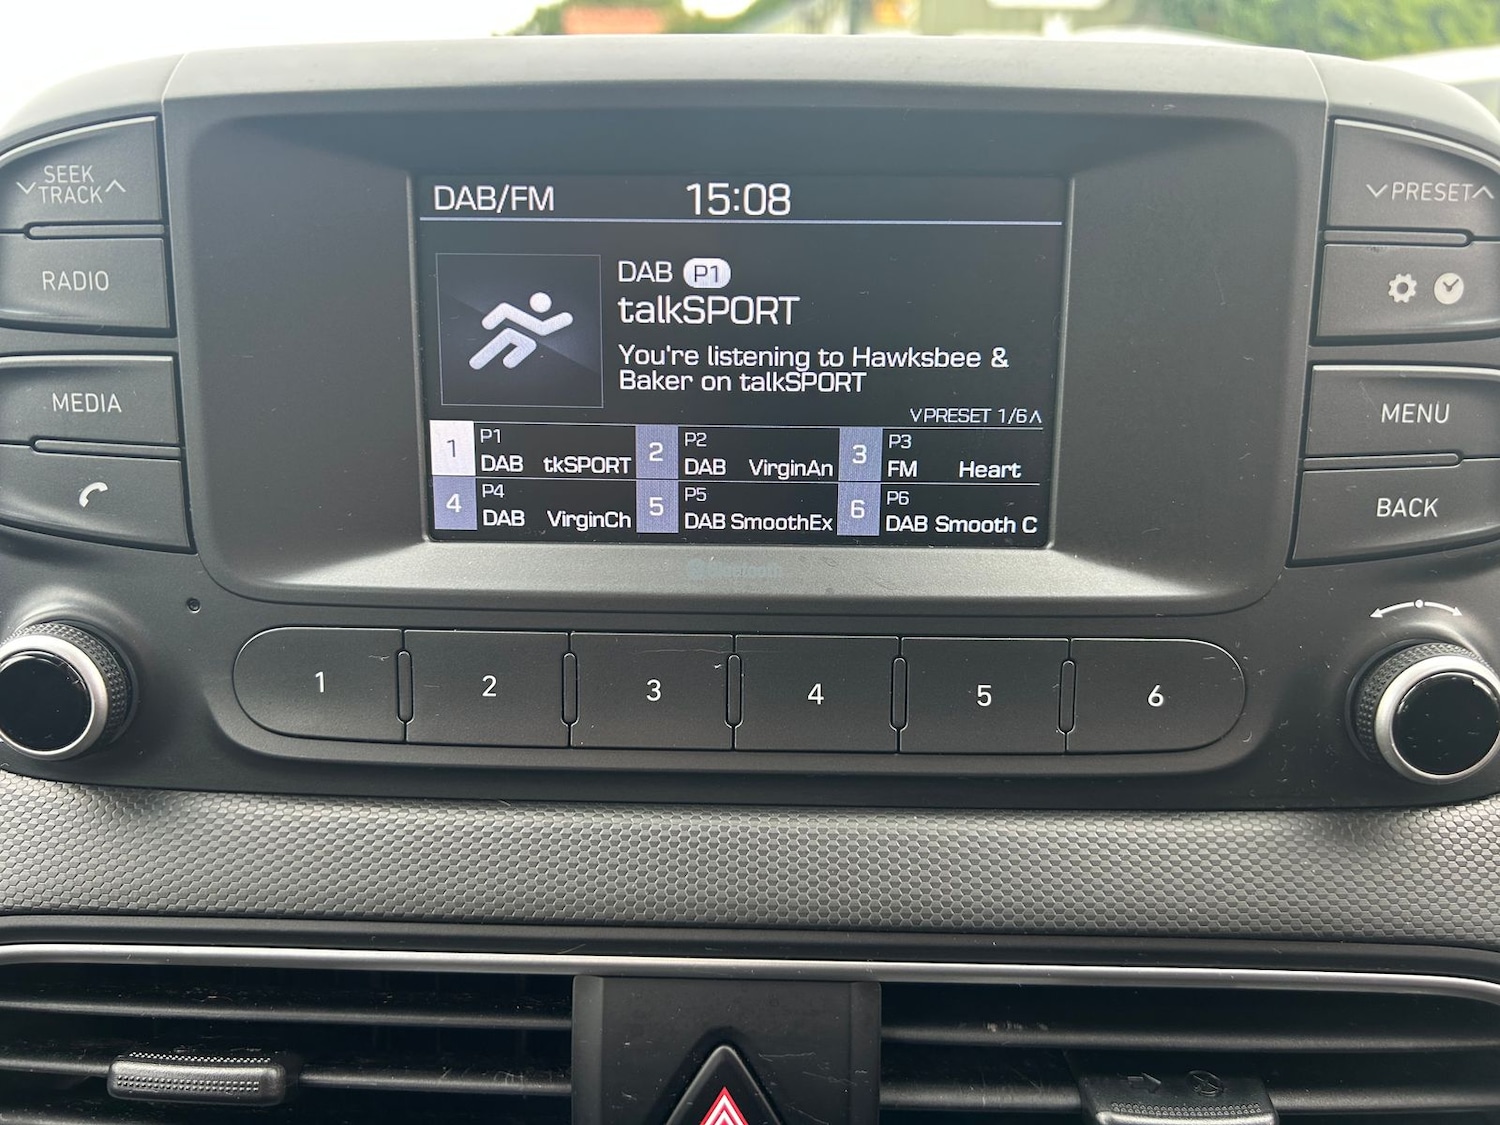 SEEK
TRACK
RADIO
MEDIA
DAB/FM 15:08
DAB P1
talkSPORT
You're listening to Hawksbee &
Baker on talkSPORT
PRESET 1/6
1 P1 DAB tkSPORT
2 P2 DAB VirginAn
3 P3 FM Heart
4 P4 DAB VirginCh
5 P5 DAB SmoothEx
6 P6 DAB Smooth C
Bluetooth
PRESET
MENU
BACK
1 2 3 4 5 6